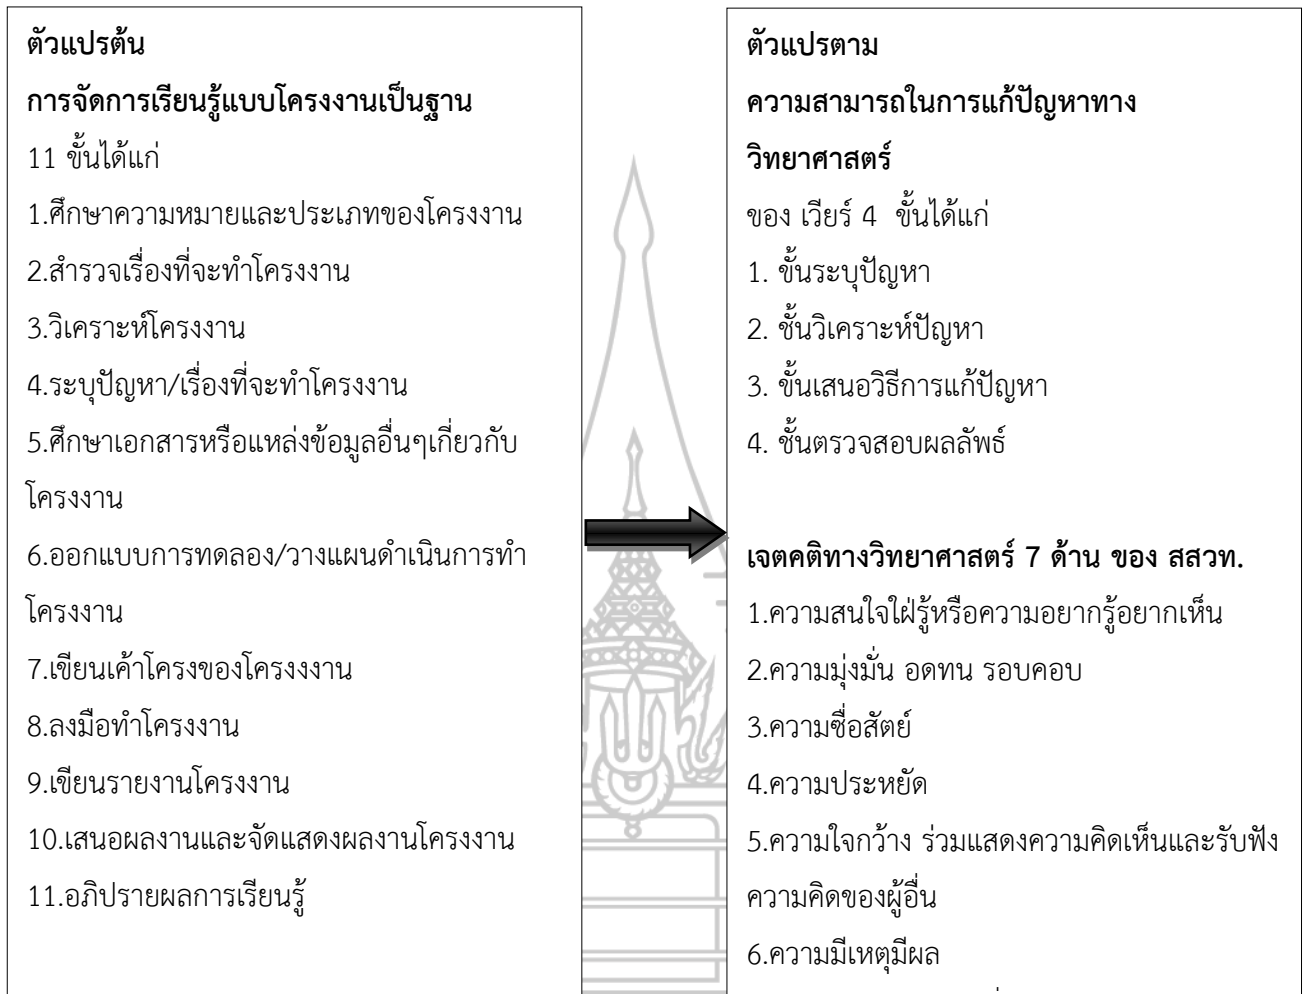 ตัวแปรต้น
การจัดการเรียนรู้แบบโครงงานเป็นฐาน
11 ขั้นได้แก่
1.ศึกษาความหมายและประเภทของโครงงาน
2.สำรวจเรื่องที่จะทำโครงงาน
3.วิเคราะห์โครงงาน
4.ระบุปัญหา/เรื่องที่จะทำโครงงาน
5.ศึกษาเอกสารหรือแหล่งข้อมูลอื่นๆเกี่ยวกับ
โครงงาน
6.ออกแบบการทดลอง/วางแผนดำเนินการทำ
โครงงาน
7.เขียนเค้าโครงของโครงงงาน
8.ลงมือทำโครงงาน
9.เขียนรายงานโครงงาน
10.เสนอผลงานและจัดแสดงผลงานโครงงาน
11.อภิปรายผลการเรียนรู้
ตัวแปรตาม
ความสามารถในการแก้ปัญหาทาง
วิทยาศาสตร์
ของ เวียร์ 4 ขั้นได้แก่
1. ขั้นระบุปัญหา
2. ชั้นวิเคราะห์ปัญหา
3. ขั้นเสนอวิธีการแก้ปัญหา
4. ชั้นตรวจสอบผลลัพธ์
เจตคติทางวิทยาศาสตร์ 7 ด้าน ของ สสวท.
1.ความสนใจใฝ่รู้หรือความอยากรู้อยากเห็น
2.ความมุ่งมั่น อดทน รอบคอบ
3.ความซื่อสัตย์
4.ความประหยัด
5.ความใจกว้าง ร่วมแสดงความคิดเห็นและรับฟัง
ความคิดของผู้อื่น
6.ความมีเหตุมีผล